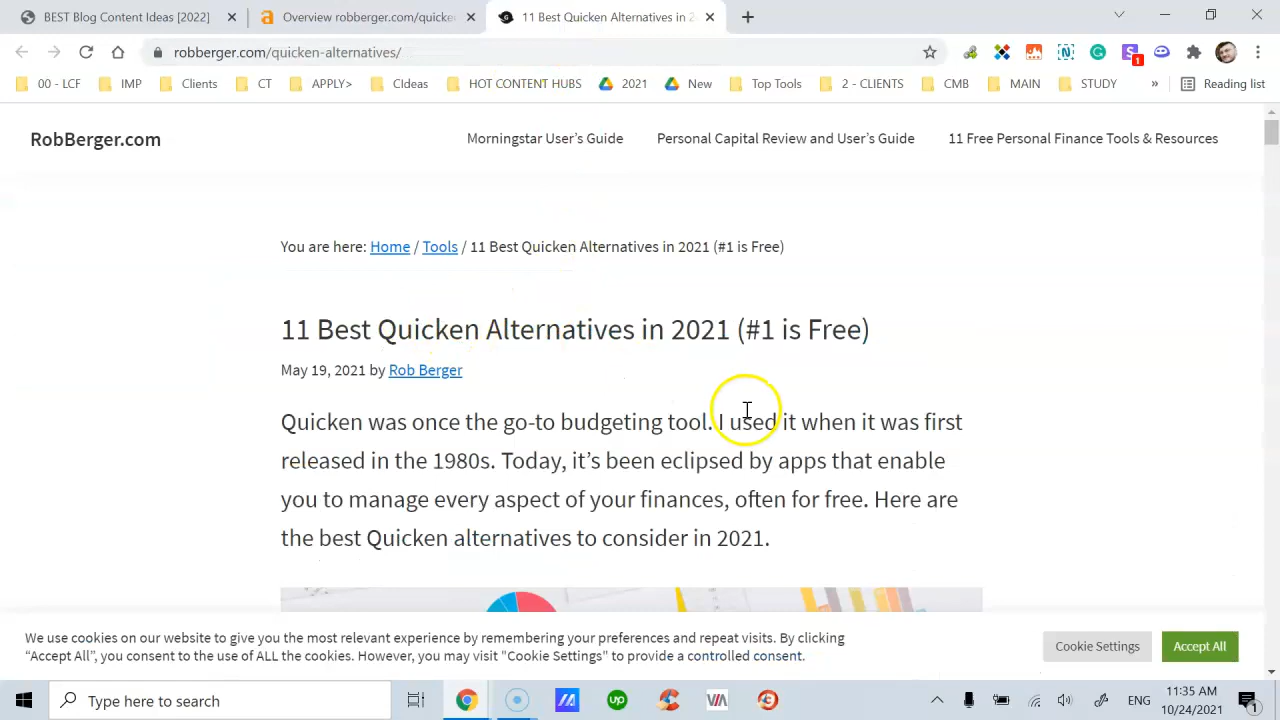 BEST Blog Content Ideas [2022]
Overview robberger.com/quicke
11 Best Quicken Alternatives in 2
robberger.com/quicken-alternatives/
00 - LCF IMP Clients CT APPLY> CIdeas HOT CONTENT HUBS 2021 New Top Tools 2 - CLIENTS CMB MAIN STUDY » Reading list
RobBerger.com
Morningstar User's Guide Personal Capital Review and User's Guide 11 Free Personal Finance Tools & Resources
You are here: Home / Tools / 11 Best Quicken Alternatives in 2021 (#1 is Free)
11 Best Quicken Alternatives in 2021 (#1 is Free)
May 19, 2021 by Rob Berger
Quicken was once the go-to budgeting tool. I used it when it was first
released in the 1980s. Today, it's been eclipsed by apps that enable
you to manage every aspect of your finances, often for free. Here are
the best Quicken alternatives to consider in 2021.
We use cookies on our website to give you the most relevant experience by remembering your preferences and repeat visits. By clicking
"Accept All", you consent to the use of ALL the cookies. However, you may visit "Cookie Settings" to provide a controlled consent.
Cookie Settings
Accept All
Type here to search
up
VIA
ENG
11:35 AM
10/24/2021
1